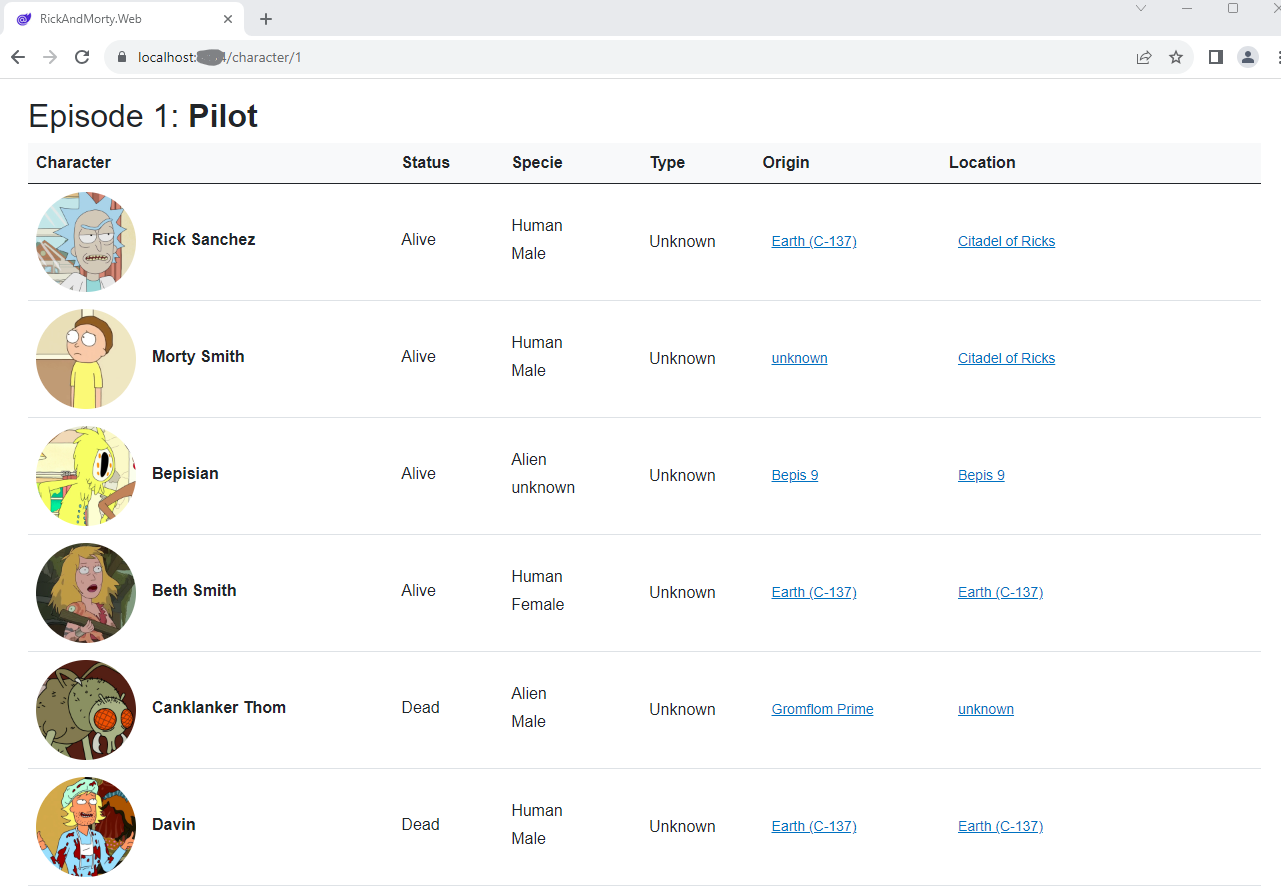 RickAndMorty.Web
localhost: /character/1
Episode 1: Pilot
Character Status Specie Type Origin Location
Rick Sanchez Alive Human Male Unknown Earth (C-137) Citadel of Ricks
Morty Smith Alive Human Male Unknown unknown Citadel of Ricks
Bepisian Alive Alien unknown Unknown Bepis 9 Bepis 9
Beth Smith Alive Human Female Unknown Earth (C-137) Earth (C-137)
Canklanker Thom Dead Alien Male Unknown Gromflom Prime unknown
Davin Dead Human Male Unknown Earth (C-137) Earth (C-137)